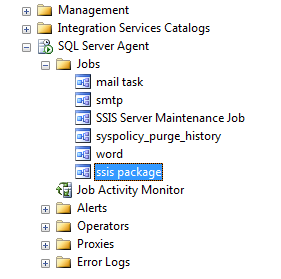 Management
Integration Services Catalogs
SQL Server Agent
Jobs
mail task
smtp
SSIS Server Maintenance Job
syspolicy_purge_history
word
ssis package
Job Activity Monitor
Alerts
Operators
Proxies
Error Logs